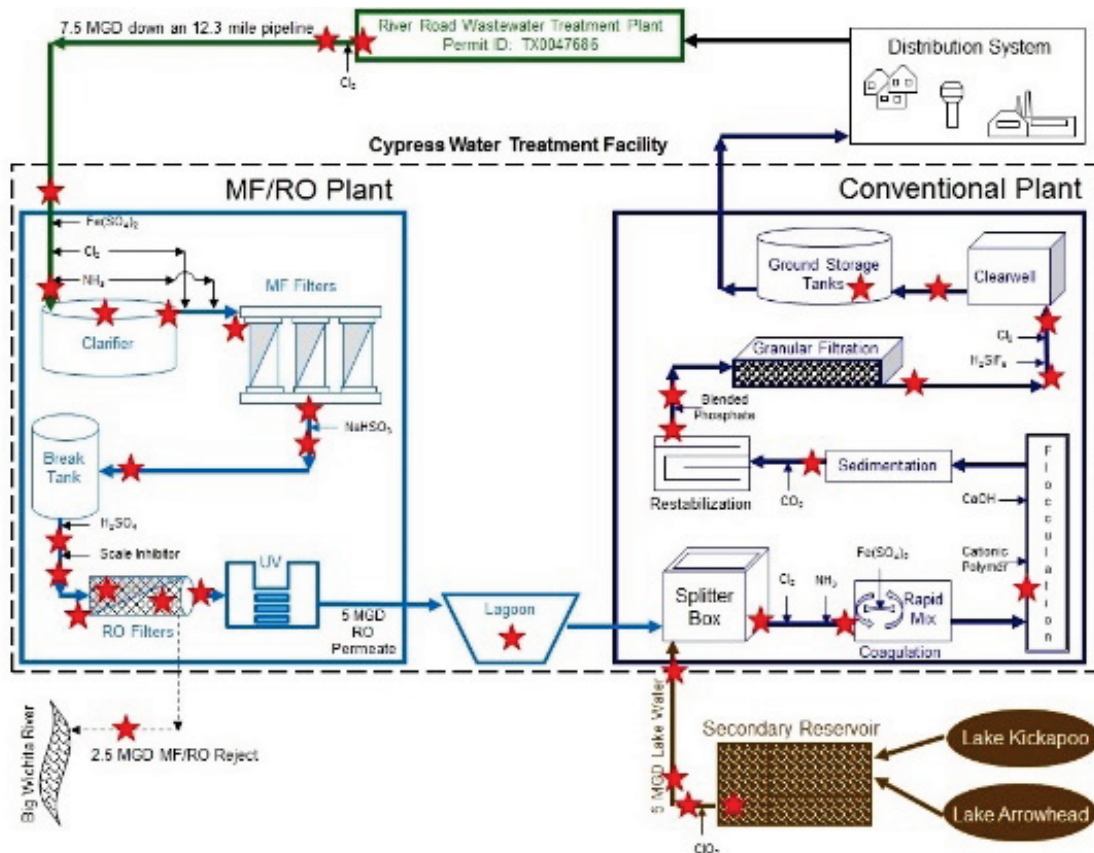 7.5 MGD down an 12.3 mile pipeline
River Road Wastewater Treatment Plant
Permit ID: TX0047686
Cl₂
Distribution System
Cypress Water Treatment Facility
MF/RO Plant
Fe(SO₄)₂
Cl₂
NH₃
Clarifier
MF Filters
NaHSO₃
Break
Tank
H₂SO₄
Scale Inhibitor
RO Filters
UV
5 MGD
RO
Permeate
Lagoon
2.5 MGD MF/RO Reject
Big Wichita River
Conventional Plant
Ground Storage
Tanks
Clearwell
Cl₂
H₂SiF₆
Granular Filtration
Blended
Phosphate
Restabilization
CO₂
Sedimentation
Flocculation
CaOH
Cationic
Polymer
Splitter
Box
Cl₂
NH₃
Fe(SO₄)₂
Rapid
Mix
Coagulation
5 MGD Lake Water
Secondary Reservoir
ClO₂
Lake Kickapoo
Lake Arrowhead